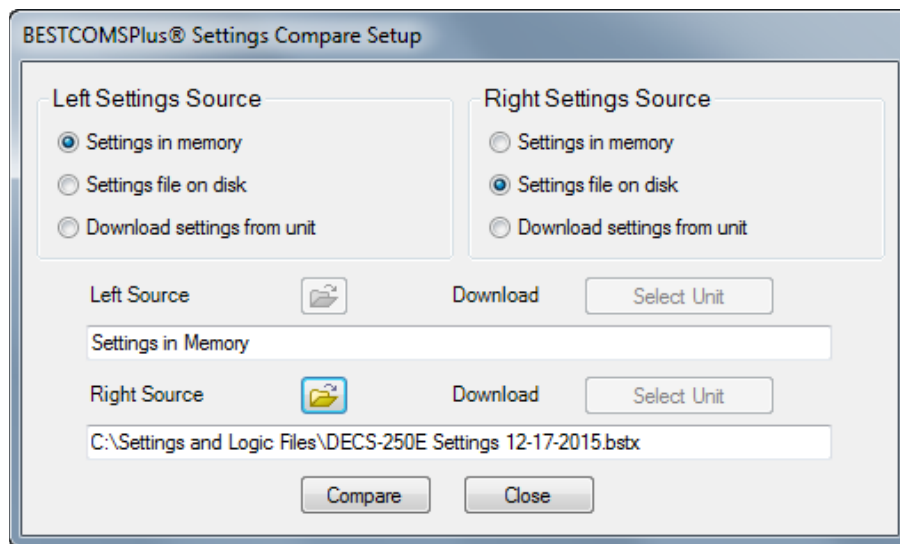 BESTCOMSPlus® Settings Compare Setup
Left Settings Source
Settings in memory
Settings file on disk
Download settings from unit
Right Settings Source
Settings in memory
Settings file on disk
Download settings from unit
Left Source Download Select Unit
Settings in Memory
Right Source Download Select Unit
C:\Settings and Logic Files\DECS-250E Settings 12-17-2015.bstx
Compare Close